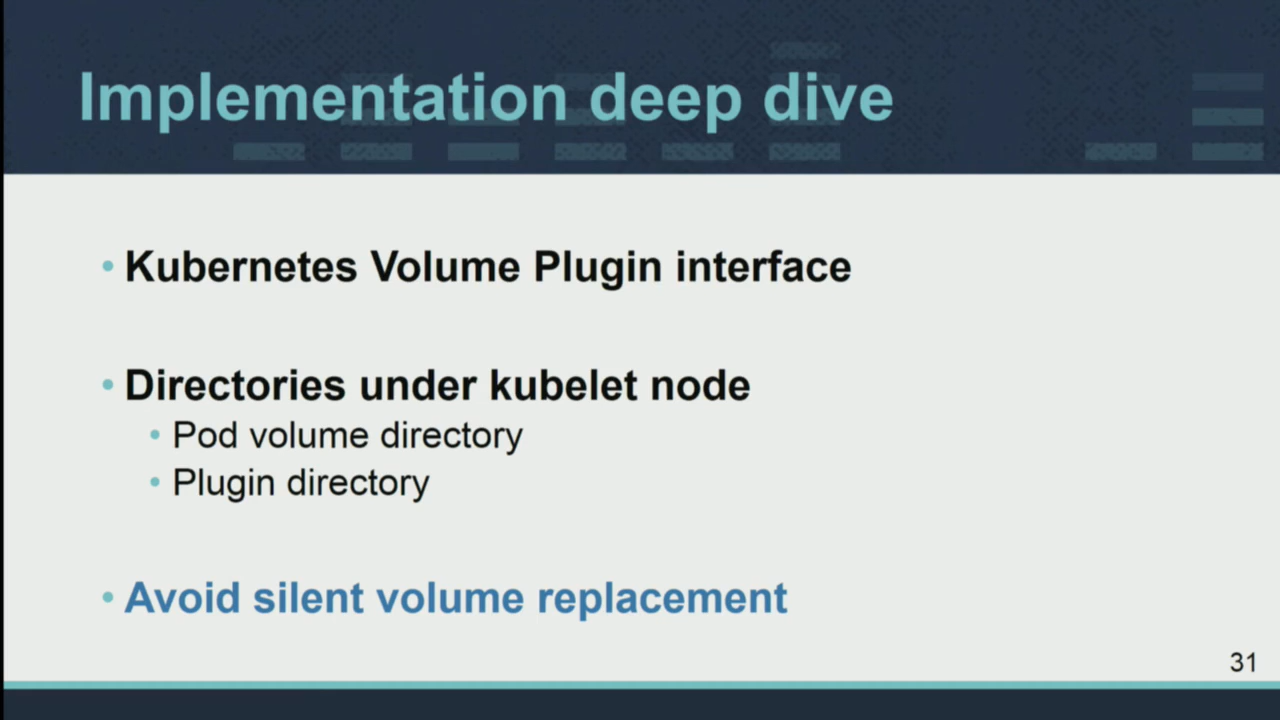 Implementation deep dive
• Kubernetes Volume Plugin interface
• Directories under kubelet node
• Pod volume directory
• Plugin directory
• Avoid silent volume replacement
31